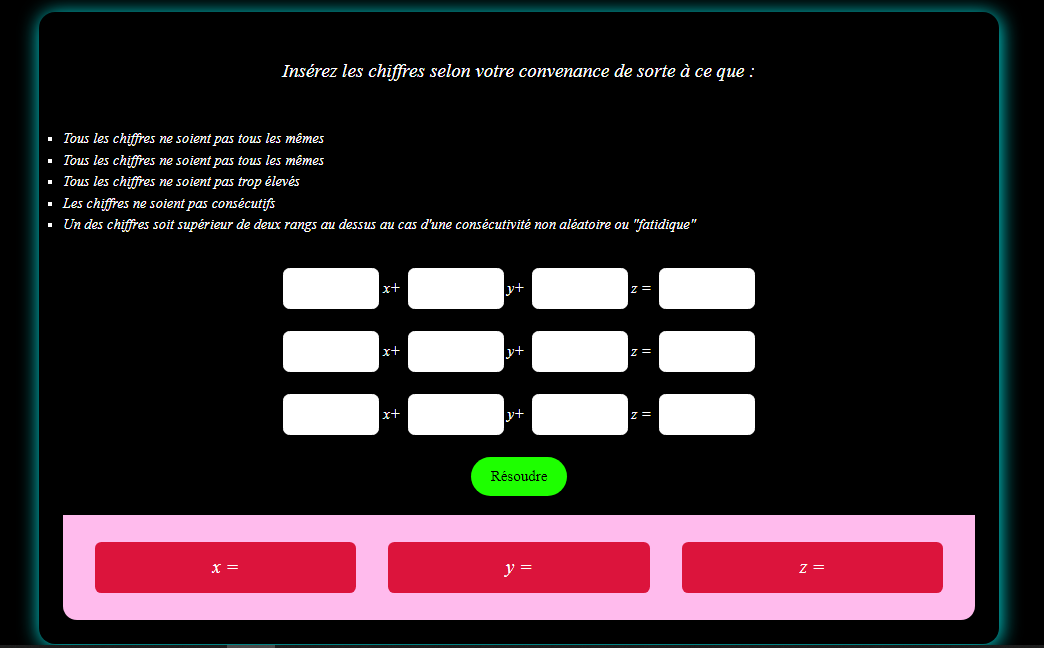 Insérez les chiffres selon votre convenance de sorte à ce que :
Tous les chiffres ne soient pas tous les mêmes
Tous les chiffres ne soient pas tous les mêmes
Tous les chiffres ne soient pas trop élevés
Les chiffres ne soient pas consécutifs
Un des chiffres soit supérieur de deux rangs au dessus au cas d'une consécutivité non aléatoire ou "fatidique"
x+ y+ z =
x+ y+ z =
x+ y+ z =
Résoudre
x = y = z =